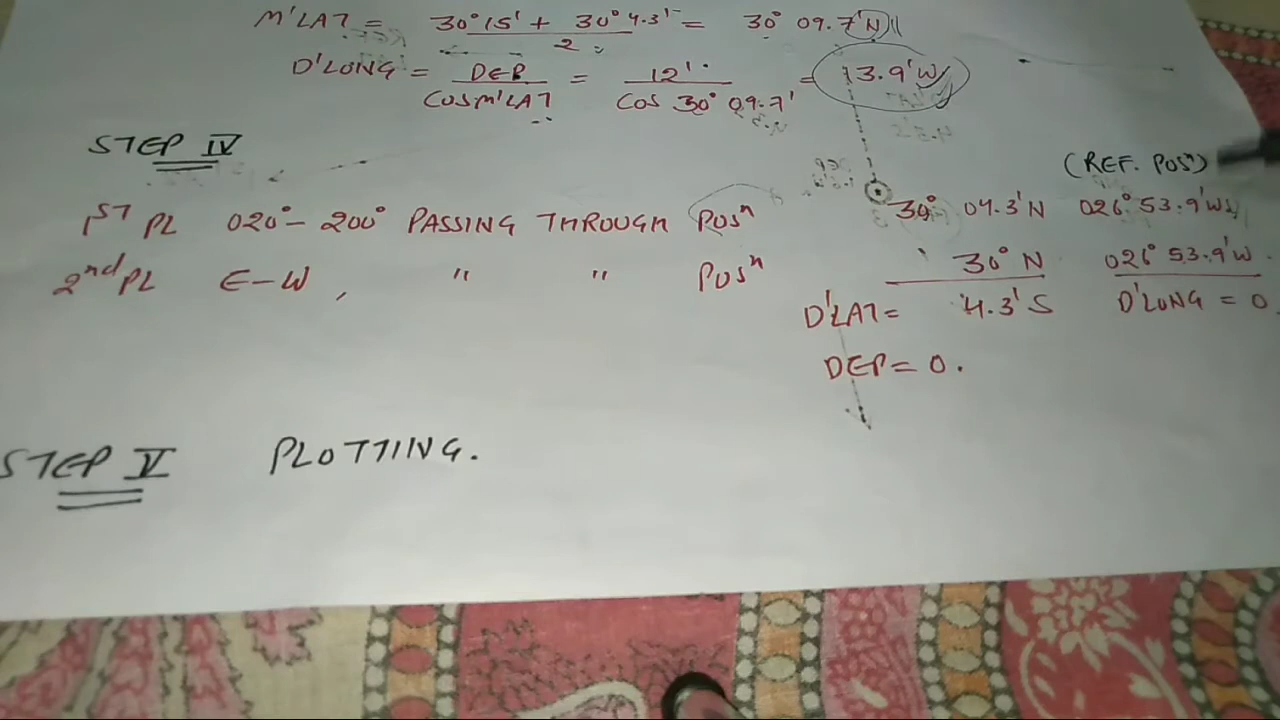 M'LAT = 30°15' + 30° 4.3' = 30° 09.7'N
2
D'LONG = DEP = 12' = 13.9'W
COSM'LAT COS 30° 09.7'
STEP IV
(REF. POSⁿ)
1ST PL 020° - 200° PASSING THROUGH POSⁿ 30° 04.3'N 026° 53.9'W
2nd PL E-W, " " POSⁿ 30° N 026° 53.9'W
D'LAT = 4.3'S D'LONG = 0
DEP = 0.
STEP V PLOTTING.